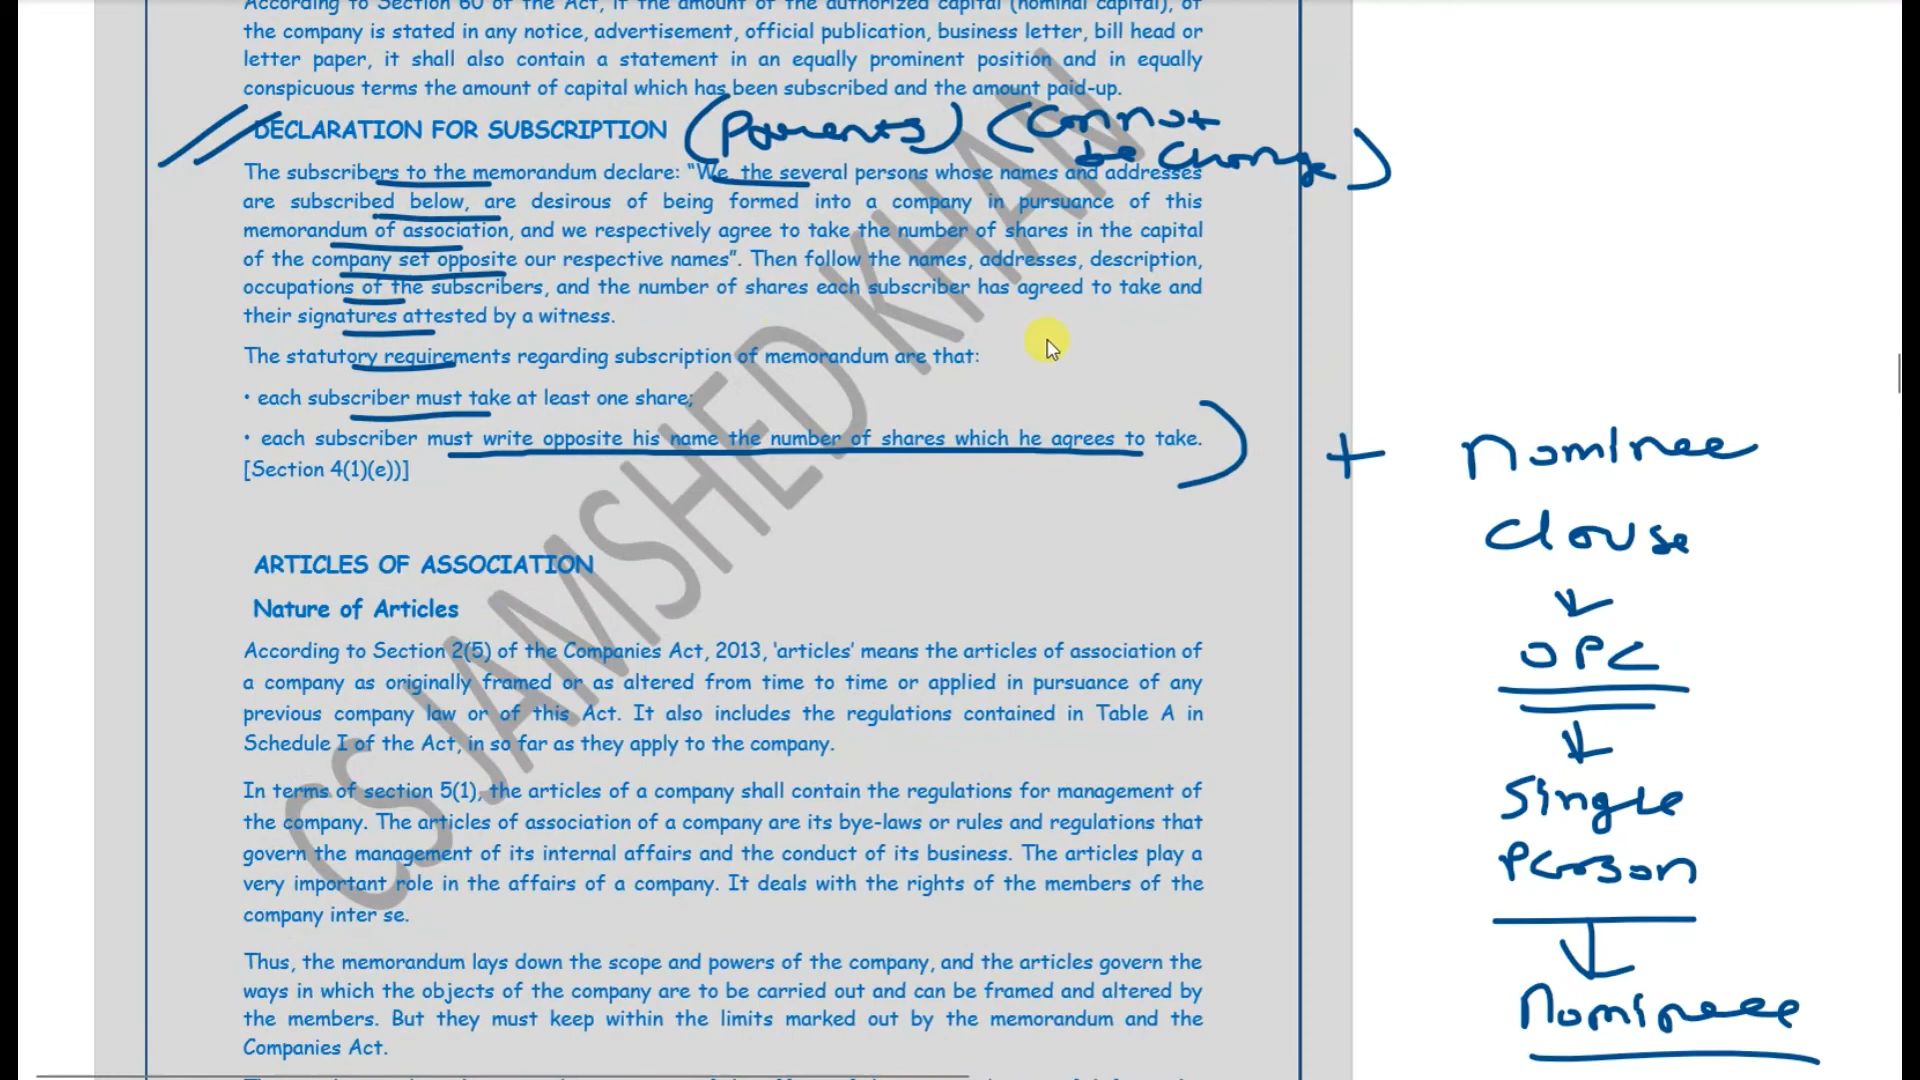 According to Section 60 of the Act, if the amount of the authorized capital (nominal capital), of
the company is stated in any notice, advertisement, official publication, business letter, bill head or
letter paper, it shall also contain a statement in an equally prominent position and in equally
conspicuous terms the amount of capital which has been subscribed and the amount paid-up.
DECLARATION FOR SUBSCRIPTION (Parents) (Cannot
be Change)
The subscribers to the memorandum declare: “We, the several persons whose names and addresses
are subscribed below, are desirous of being formed into a company in pursuance of this
memorandum of association, and we respectively agree to take the number of shares in the capital
of the company set opposite our respective names”. Then follow the names, addresses, description,
occupations of the subscribers, and the number of shares each subscriber has agreed to take and
their signatures attested by a witness.
The statutory requirements regarding subscription of memorandum are that:
• each subscriber must take at least one share;
• each subscriber must write opposite his name the number of shares which he agrees to take.
[Section 4(1)(e))]
+ Nominee
Clause
OPC
Single
Person
Nomineee
ARTICLES OF ASSOCIATION
Nature of Articles
According to Section 2(5) of the Companies Act, 2013, ‘articles’ means the articles of association of
a company as originally framed or as altered from time to time or applied in pursuance of any
previous company law or of this Act. It also includes the regulations contained in Table A in
Schedule I of the Act, in so far as they apply to the company.
In terms of section 5(1), the articles of a company shall contain the regulations for management of
the company. The articles of association of a company are its bye-laws or rules and regulations that
govern the management of its internal affairs and the conduct of its business. The articles play a
very important role in the affairs of a company. It deals with the rights of the members of the
company inter se.
Thus, the memorandum lays down the scope and powers of the company, and the articles govern the
ways in which the objects of the company are to be carried out and can be framed and altered by
the members. But they must keep within the limits marked out by the memorandum and the
Companies Act.
CS JAMSHED KHAN